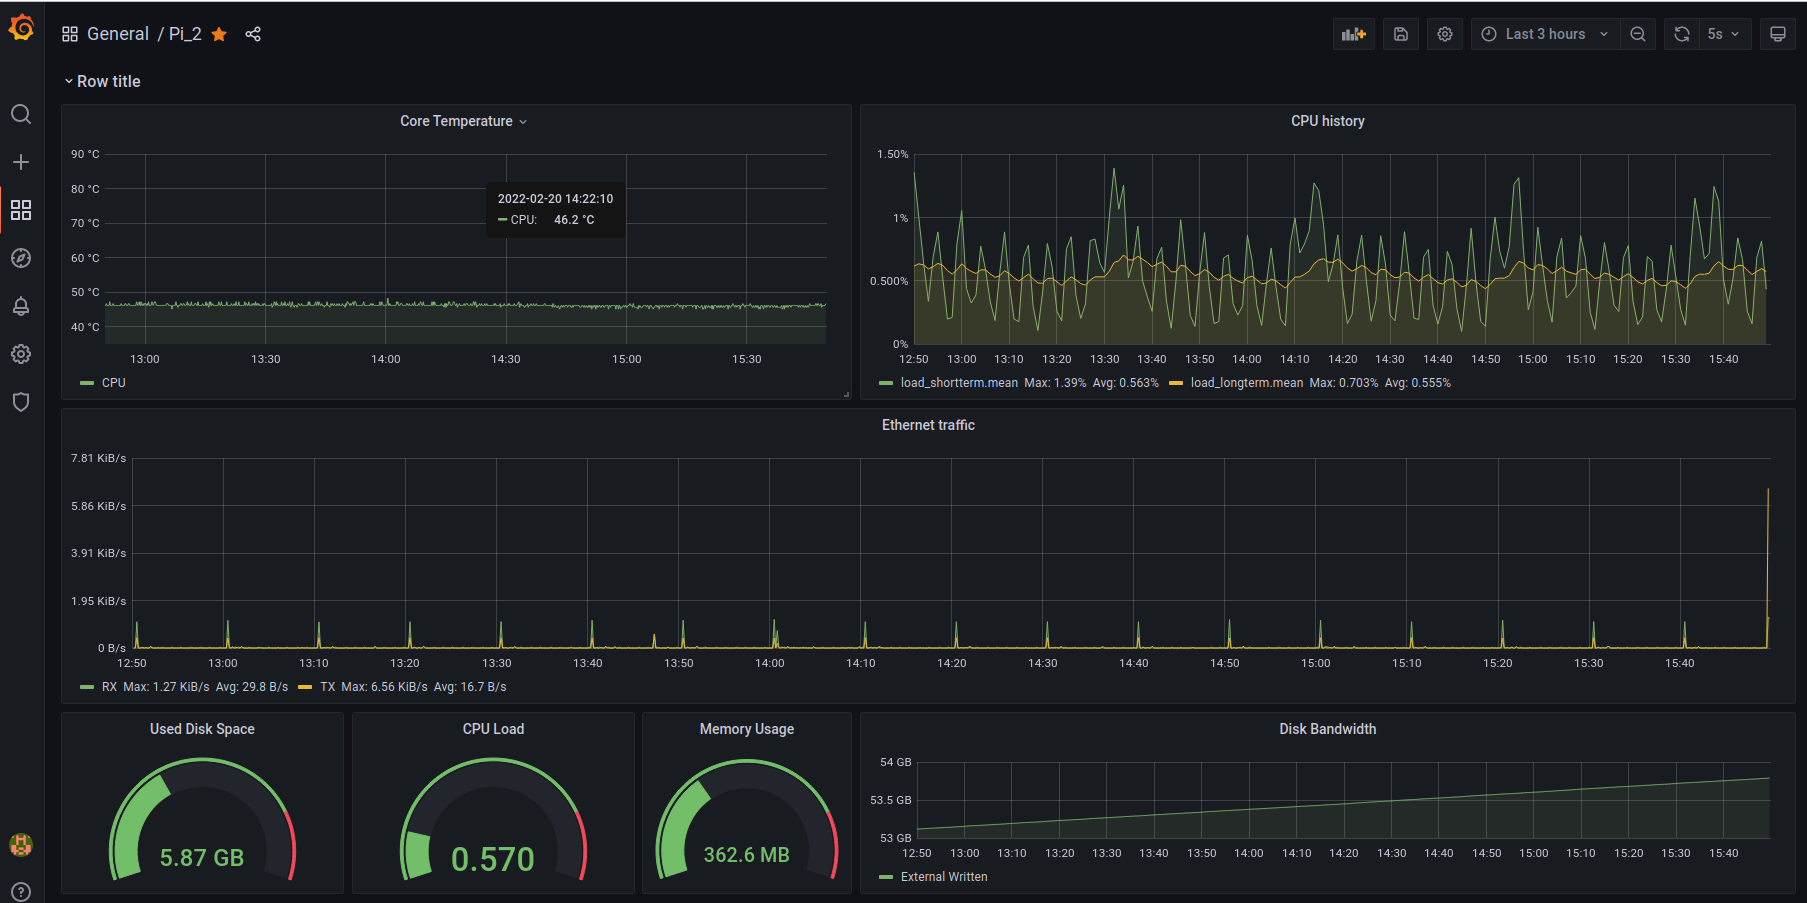 General / Pi_2
Last 3 hours
5s
Row title
Core Temperature
90 °C
80 °C
70 °C
60 °C
50 °C
40 °C
2022-02-20 14:22:10
CPU: 46.2 °C
13:00 13:30 14:00 14:30 15:00 15:30
CPU
CPU history
1.50%
1%
0.500%
0%
12:50 13:00 13:10 13:20 13:30 13:40 13:50 14:00 14:10 14:20 14:30 14:40 14:50 15:00 15:10 15:20 15:30 15:40
load_shortterm.mean Max: 1.39% Avg: 0.563% load_longterm.mean Max: 0.703% Avg: 0.555%
Ethernet traffic
7.81 KiB/s
5.86 KiB/s
3.91 KiB/s
1.95 KiB/s
0 B/s
12:50 13:00 13:10 13:20 13:30 13:40 13:50 14:00 14:10 14:20 14:30 14:40 14:50 15:00 15:10 15:20 15:30 15:40
RX Max: 1.27 KiB/s Avg: 29.8 B/s TX Max: 6.56 KiB/s Avg: 16.7 B/s
Used Disk Space
5.87 GB
CPU Load
0.570
Memory Usage
362.6 MB
Disk Bandwidth
54 GB
53.5 GB
53 GB
12:50 13:00 13:10 13:20 13:30 13:40 13:50 14:00 14:10 14:20 14:30 14:40 14:50 15:00 15:10 15:20 15:30 15:40
External Written